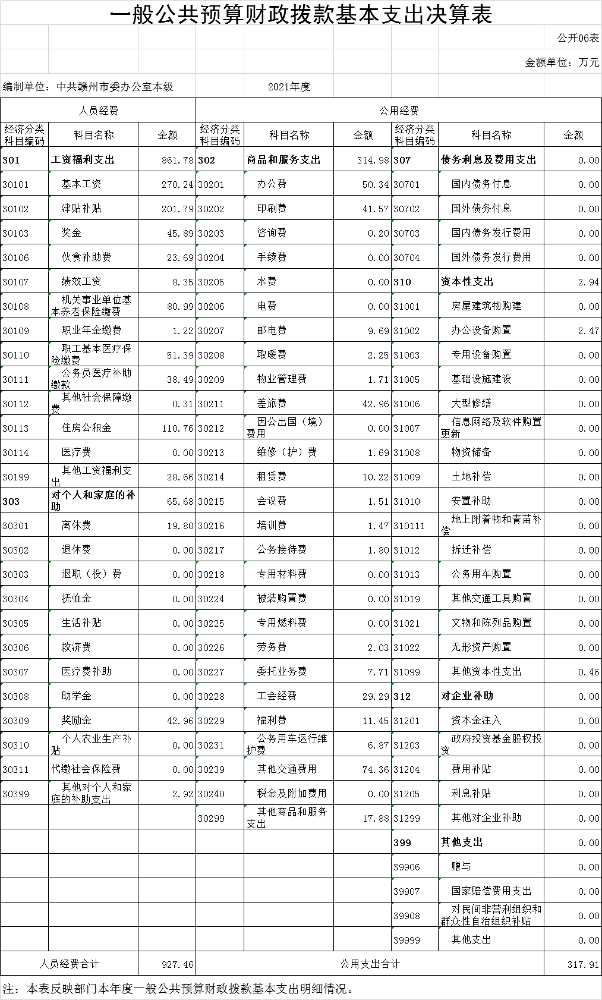 一般公共预算财政拨款基本支出决算表
公开06表
金额单位：万元
编制单位：中共赣州市委办公室本级 2021年度
人员经费 公用经费
经济分类科目编码 科目名称 金额 经济分类科目编码 科目名称 金额 经济分类科目编码 科目名称 金额
301 工资福利支出 861.78 302 商品和服务支出 314.98 307 债务利息及费用支出 0.00
30101 基本工资 270.24 30201 办公费 50.34 30701 国内债务付息 0.00
30102 津贴补贴 201.79 30202 印刷费 41.57 30702 国外债务付息 0.00
30103 奖金 45.89 30203 咨询费 0.20 30703 国内债务发行费用 0.00
30106 伙食补助费 23.69 30204 手续费 0.00 30704 国外债务发行费用 0.00
30107 绩效工资 8.35 30205 水费 0.00 310 资本性支出 2.94
30108 机关事业单位基本养老保险缴费 80.99 30206 电费 0.00 31001 房屋建筑物购建 0.00
30109 职业年金缴费 1.22 30207 邮电费 9.69 31002 办公设备购置 2.47
30110 职工基本医疗保险缴费 51.39 30208 取暖费 2.25 31003 专用设备购置 0.00
30111 公务员医疗补助缴款 38.49 30209 物业管理费 1.71 31005 基础设施建设 0.00
30112 其他社会保障缴费 0.31 30211 差旅费 42.96 31006 大型修缮 0.00
30113 住房公积金 110.76 30212 因公出国（境）费用 0.00 31007 信息网络及软件购置更新 0.00
30114 医疗费 0.00 30213 维修（护）费 1.69 31008 物资储备 0.00
30199 其他工资福利支出 28.66 30214 租赁费 10.22 31009 土地补偿 0.00
303 对个人和家庭的补助 65.68 30215 会议费 1.51 31010 安置补助 0.00
30301 离休费 19.80 30216 培训费 1.47 310111 地上附着物和青苗补偿 0.00
30302 退休费 0.00 30217 公务接待费 1.80 31012 拆迁补偿 0.00
30303 退职（役）费 0.00 30218 专用材料费 0.00 31013 公务用车购置 0.00
30304 抚恤金 0.00 30224 被装购置费 0.00 31019 其他交通工具购置 0.00
30305 生活补贴 0.00 30225 专用燃料费 0.00 31021 文物和陈列品购置 0.00
30306 救济费 0.00 30226 劳务费 2.03 31022 无形资产购置 0.00
30307 医疗费补助 0.00 30227 委托业务费 7.71 31099 其他资本性支出 0.46
30308 助学金 0.00 30228 工会经费 29.29 312 对企业补助 0.00
30309 奖励金 42.96 30229 福利费 11.45 31201 资本金注入 0.00
30310 个人农业生产补贴 0.00 30231 公务用车运行维护费 6.87 31203 政府投资基金股权投资 0.00
30311 代缴社会保险费 0.00 30239 其他交通费用 74.36 31204 费用补贴 0.00
30399 其他对个人和家庭的补助支出 2.92 30240 税金及附加费用 0.00 31205 利息补贴 0.00
30299 其他商品和服务支出 17.88 31299 其他对企业补助 0.00
399 其他支出 0.00
39906 赠与 0.00
39907 国家赔偿费用支出 0.00
39908 对民间非营利组织和群众性自治组织补贴 0.00
39999 其他支出 0.00
人员经费合计 927.46 公用支出合计 317.91
注：本表反映部门本年度一般公共预算财政拨款基本支出明细情况。